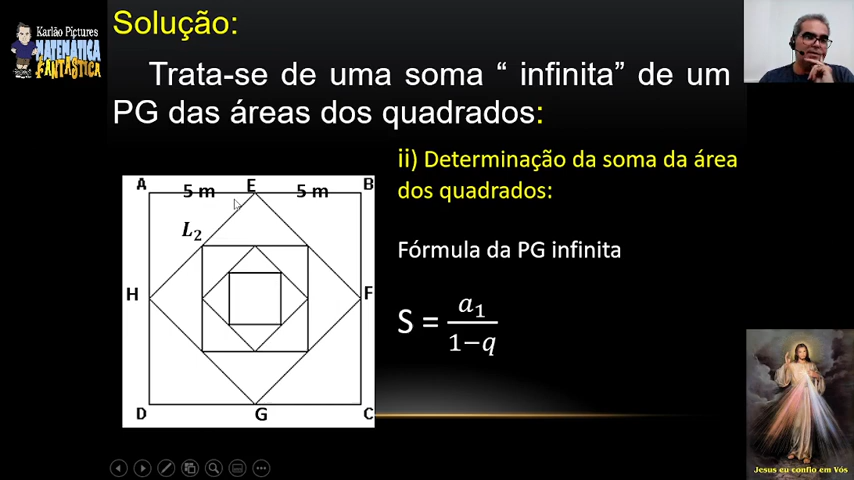 Karlão Pictures
MATEMÁTICA
FANTÁSTICA
Solução:
Trata-se de uma soma “ infinita” de um
PG das áreas dos quadrados:
ii) Determinação da soma da área
dos quadrados:
Fórmula da PG infinita
S = a₁/(1−q)
A 5 m E 5 m B
L₂
H F
D G C
Jesus eu confio em Vós